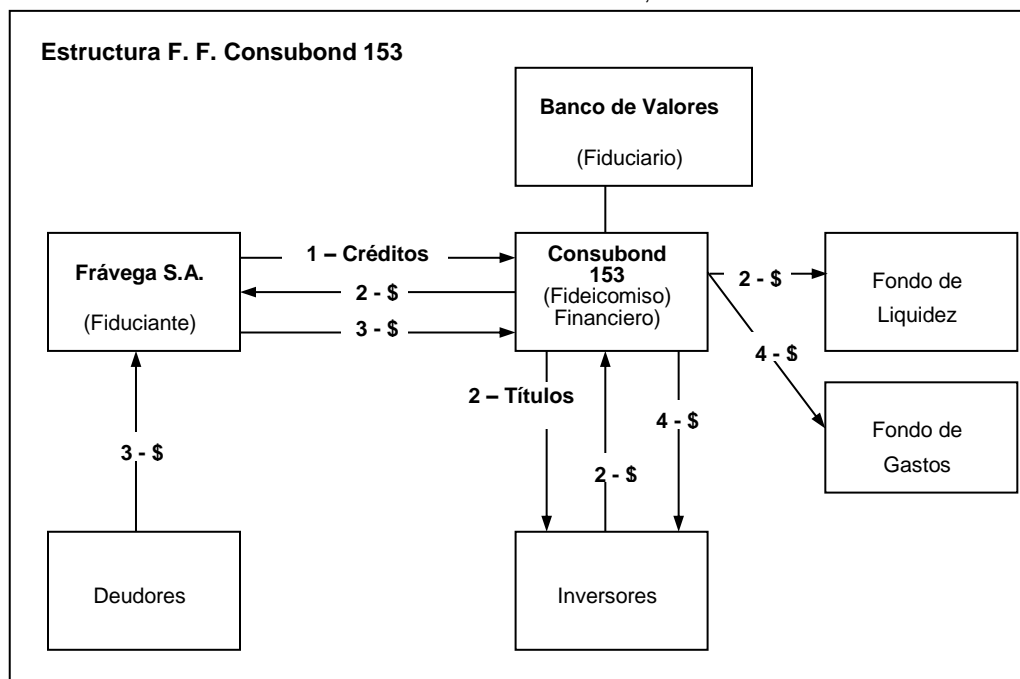 Estructura F. F. Consubond 153
Banco de Valores
(Fiduciario)
Frávega S.A.
(Fiduciante)
1 – Créditos
2 - $
3 - $
Consubond
153
(Fideicomiso)
Financiero)
2 - $
Fondo de
Liquidez
4 - $
Fondo de
Gastos
2 – Títulos
4 - $
2 - $
3 - $
Deudores
Inversores